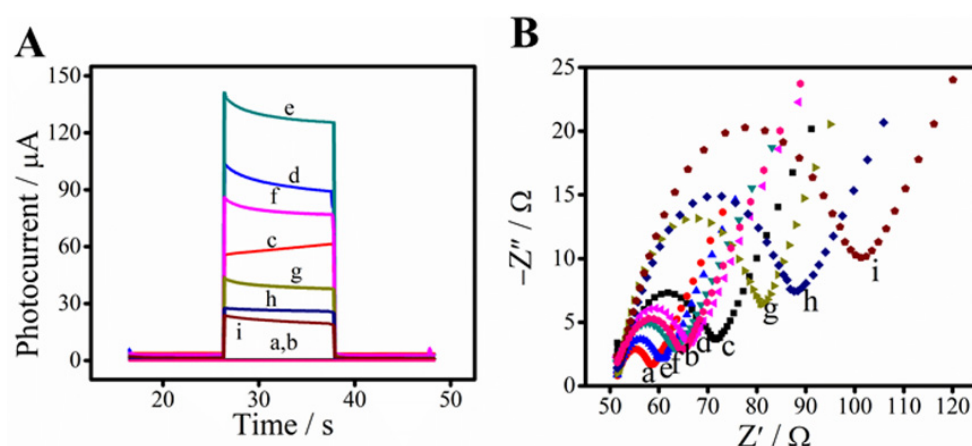 A
Photocurrent / μA
150
120
90
60
30
0
e
d
f
c
g
h
i
a,b
20
30
40
50
Time / s
B
−Z″ / Ω
25
20
15
10
5
0
a
e
f
b
d
c
g
h
i
50
60
70
80
90
100
110
120
Z′ / Ω